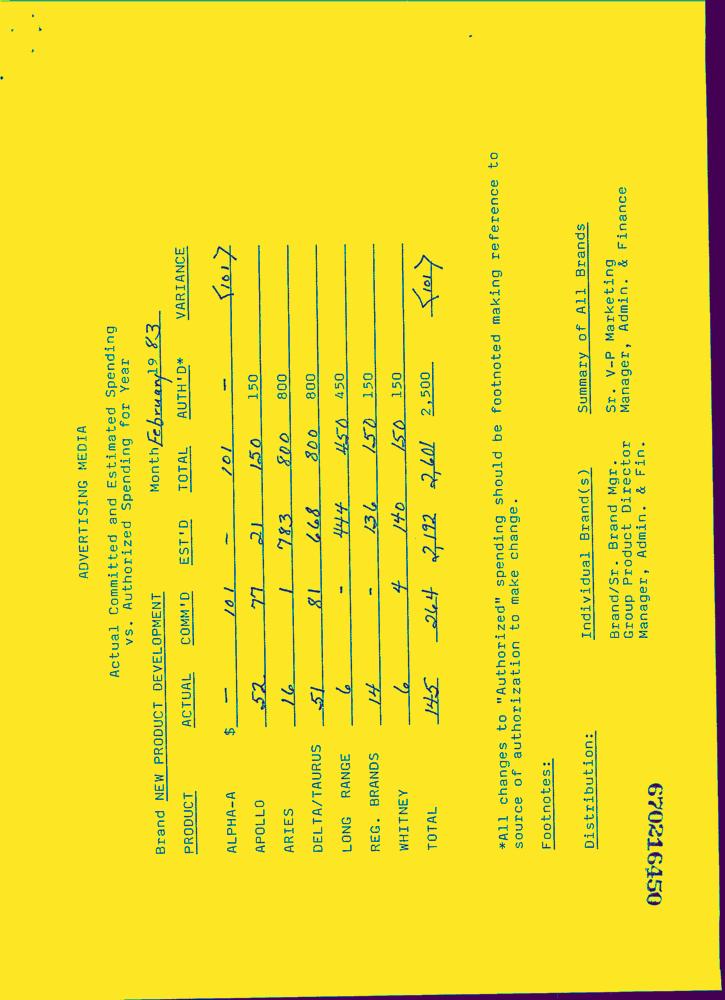 ADVERTISING MEDIA
Actual Committed and Estimated Spending
vs. Authorized Spending for Year
Brand NEW PRODUCT DEVELOPMENT Month February 19 83
PRODUCT ACTUAL COMM'D EST'D TOTAL AUTH'D* VARIANCE
ALPHA-A $ - 101 - 101 - <101>
APOLLO 52. 77 21 150 150
ARIES 16 1 783 800 800
DELTA/TAURUS 51 81 668 800 800
LONG RANGE 6 - 444 450 450
REG. BRANDS 14 - 136 150 150
WHITNEY 6 4 140 150 150
TOTAL 145 264 2,192 2,601 2,500 <101>
*All changes to "Authorized" spending should be footnoted making reference to
source of authorization to make change.
Footnotes:
Distribution: Individual Brand(s) Summary of All Brands
Brand/Sr. Brand Mgr. Sr. V-P Marketing
Group Product Director Manager, Admin. & Finance
Manager, Admin. & Fin.
670216450